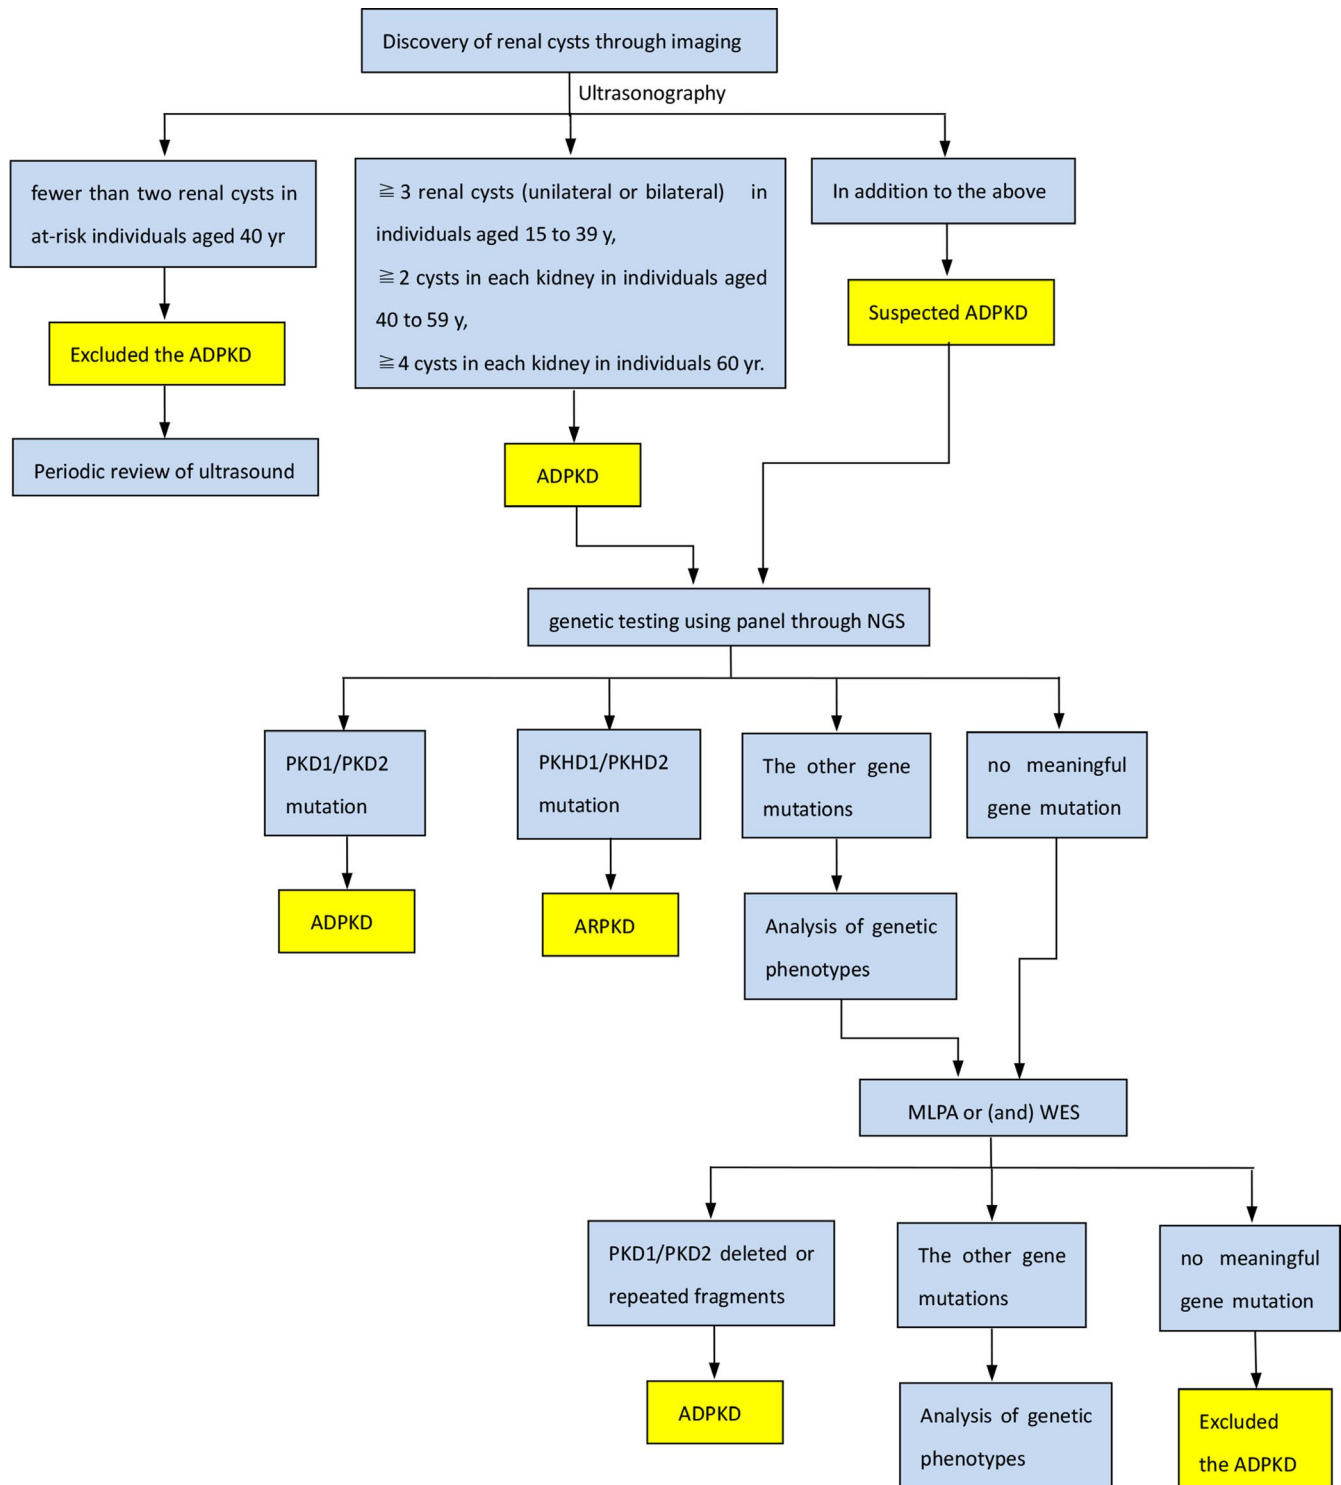 Discovery of renal cysts through imaging
Ultrasonography
fewer than two renal cysts in
at-risk individuals aged 40 yr
≧3 renal cysts (unilateral or bilateral) in
individuals aged 15 to 39 y,
≧2 cysts in each kidney in individuals aged
40 to 59 y,
≧4 cysts in each kidney in individuals 60 yr.
In addition to the above
Excluded the ADPKD
Suspected ADPKD
Periodic review of ultrasound
ADPKD
genetic testing using panel through NGS
PKD1/PKD2
mutation
PKHD1/PKHD2
mutation
The other gene
mutations
no meaningful
gene mutation
ADPKD
ARPKD
Analysis of genetic
phenotypes
MLPA or (and) WES
PKD1/PKD2 deleted or
repeated fragments
The other gene
mutations
no meaningful
gene mutation
ADPKD
Analysis of genetic
phenotypes
Excluded
the ADPKD